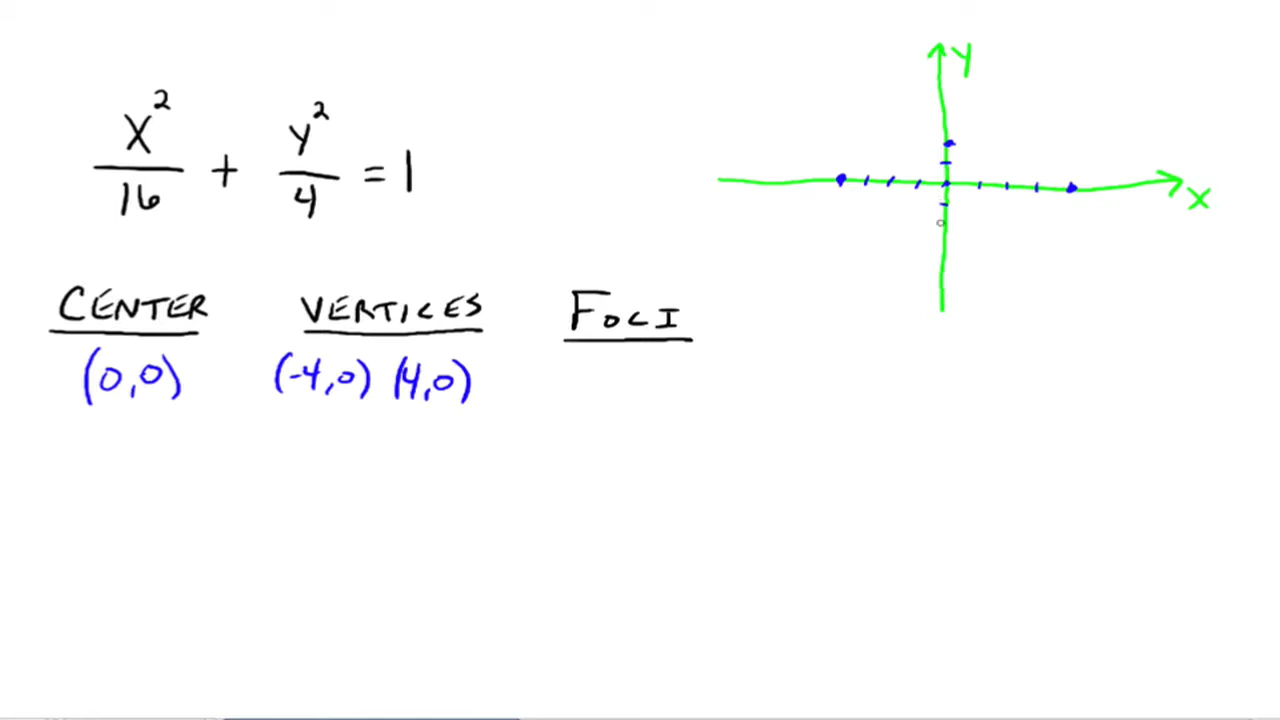 x²/16 + y²/4 = 1
Y
X
CENTER VERTICES FOCI
(0,0) (-4,0) (4,0)